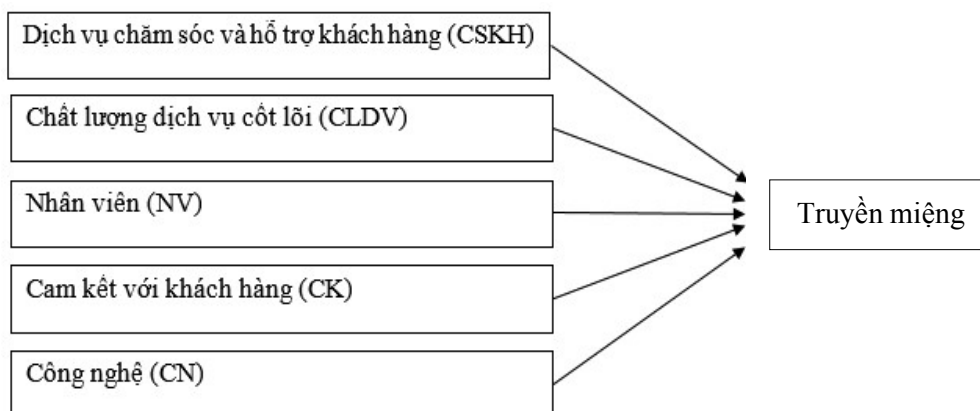 Dịch vụ chăm sóc và hỗ trợ khách hàng (CSKH)
Chất lượng dịch vụ cốt lõi (CLDV)
Nhân viên (NV)
Cam kết với khách hàng (CK)
Công nghệ (CN)
Truyền miệng